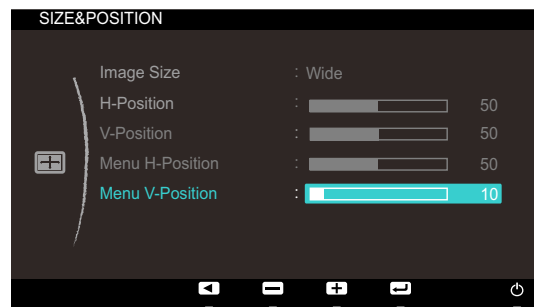 SIZE&POSITION
Image Size : Wide
H-Position : 50
V-Position : 50
Menu H-Position : 50
Menu V-Position : 10